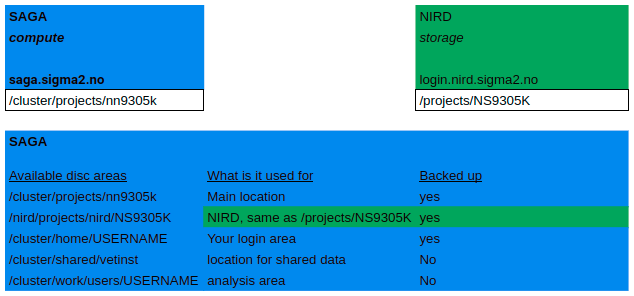 SAGA
compute
saga.sigma2.no
/cluster/projects/nn9305k
NIRD
storage
login.nird.sigma2.no
/projects/NS9305K
SAGA
Available disc areas What is it used for Backed up
/cluster/projects/nn9305k Main location yes
/nird/projects/nird/NS9305K NIRD, same as /projects/NS9305K yes
/cluster/home/USERNAME Your login area yes
/cluster/shared/vetinst location for shared data No
/cluster/work/users/USERNAME analysis area No